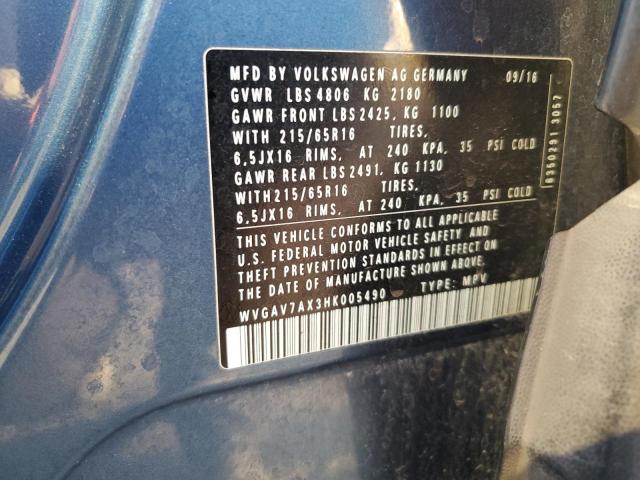 MFD BY VOLKSWAGEN AG GERMANY 09/16
GVWR LBS 4806 KG 2180
GAWR FRONT LBS 2425, KG 1100
WITH 215/65R16 TIRES,
6,5JX16 RIMS, AT 240 KPA, 35 PSI COLD
GAWR REAR LBS 2491, KG 1130
WITH 215/65R16 TIRES,
6,5JX16 RIMS, AT 240 KPA, 35 PSI COLD
THIS VEHICLE CONFORMS TO ALL APPLICABLE
U.S. FEDERAL MOTOR VEHICLE SAFETY AND
THEFT PREVENTION STANDARDS IN EFFECT ON
THE DATE OF MANUFACTURE SHOWN ABOVE.
WVGAV7AX3HK005490 TYPE: MPV
6350291 3057